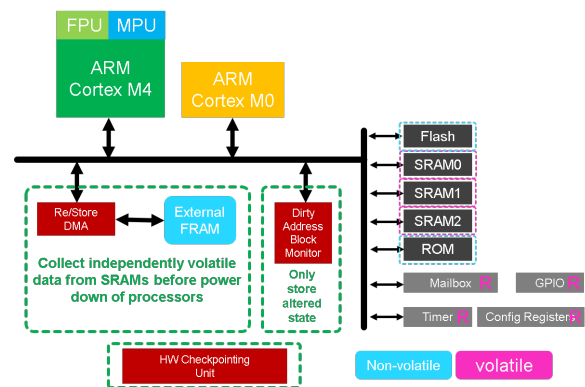 FPU MPU
ARM
Cortex M4
ARM
Cortex M0
Flash
SRAM0
SRAM1
SRAM2
ROM
Mailbox R GPIO R
Timer R Config Registers R
Re/Store
DMA
External
FRAM
Collect independently volatile
data from SRAMs before power
down of processors
Dirty
Address
Block
Monitor
Only
store
altered
state
HW Checkpointing
Unit
Non-volatile
volatile